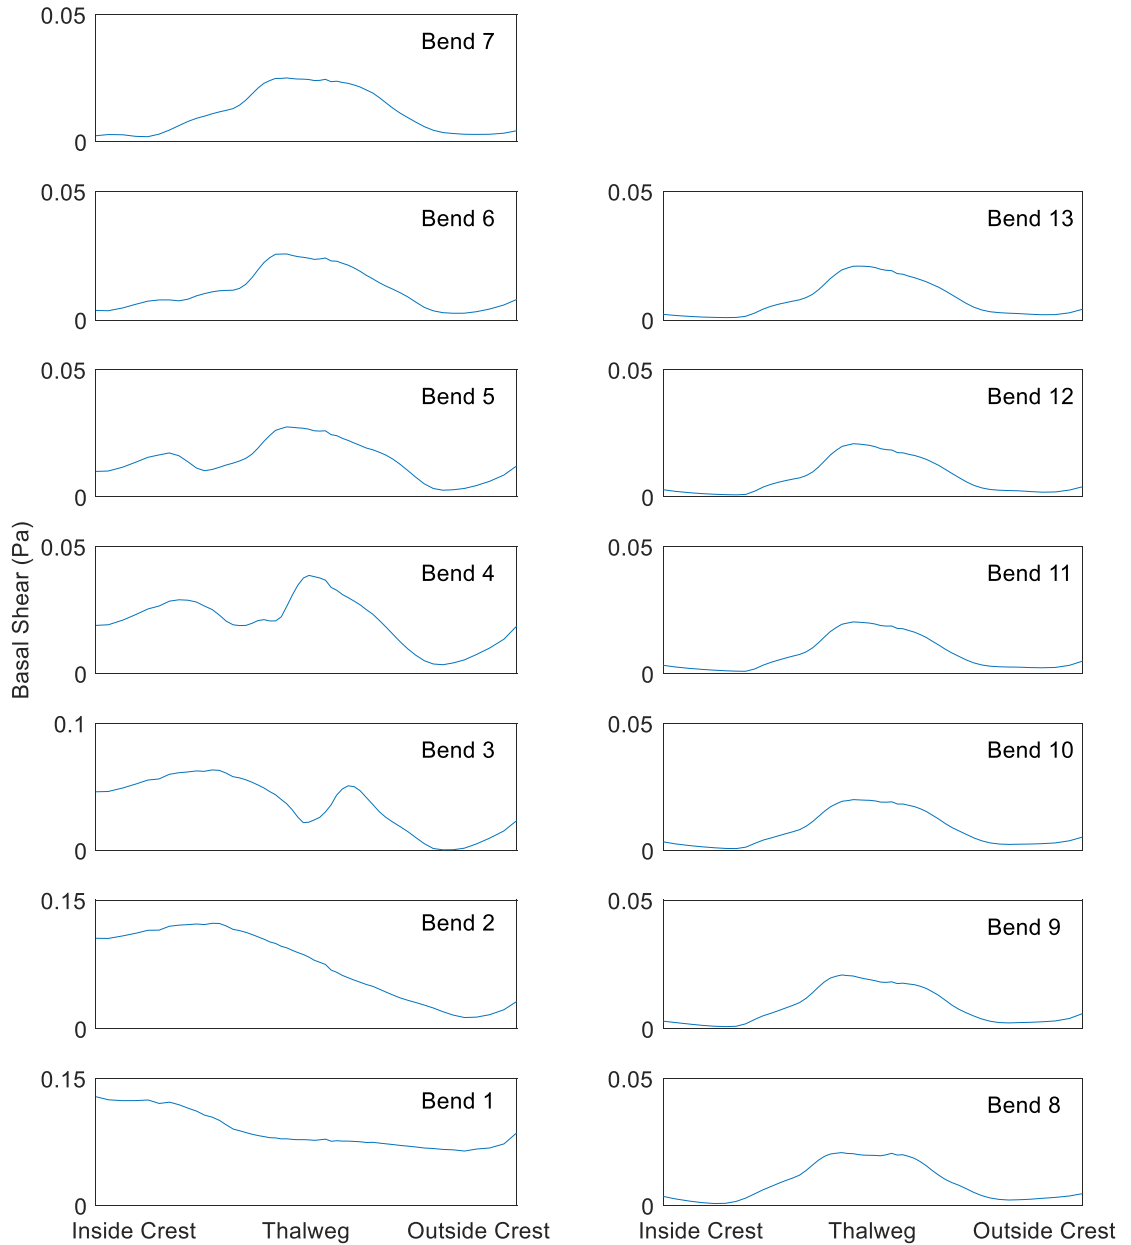 0.05
Bend 7
0
0.05
Bend 6
0
0.05
Bend 5
0
Basal Shear (Pa)
0.05
Bend 4
0
0.1
Bend 3
0
0.15
Bend 2
0
0.15
Bend 1
0
Inside Crest
Thalweg
Outside Crest
0.05
Bend 13
0
0.05
Bend 12
0
0.05
Bend 11
0
0.05
Bend 10
0
0.05
Bend 9
0
0.05
Bend 8
0
Inside Crest
Thalweg
Outside Crest